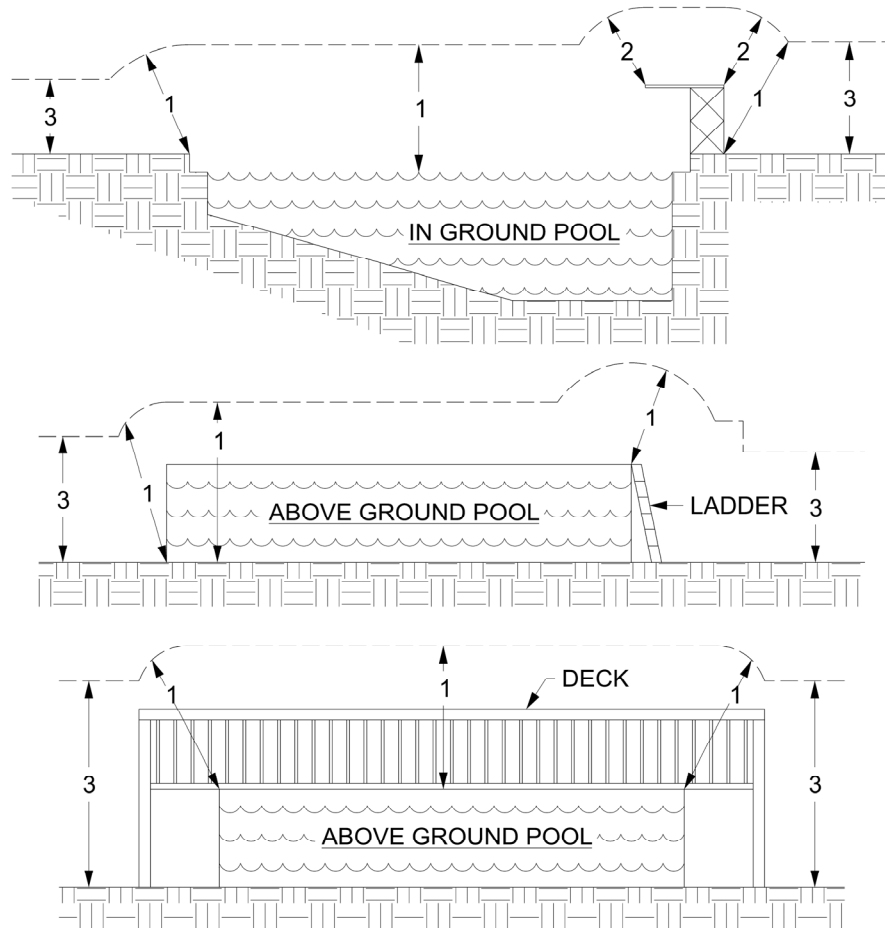 2 2
3 1 1 1 3
IN GROUND POOL
1
1
3 1 ABOVE GROUND POOL LADDER 3
DECK
1 1 1
3 3
ABOVE GROUND POOL